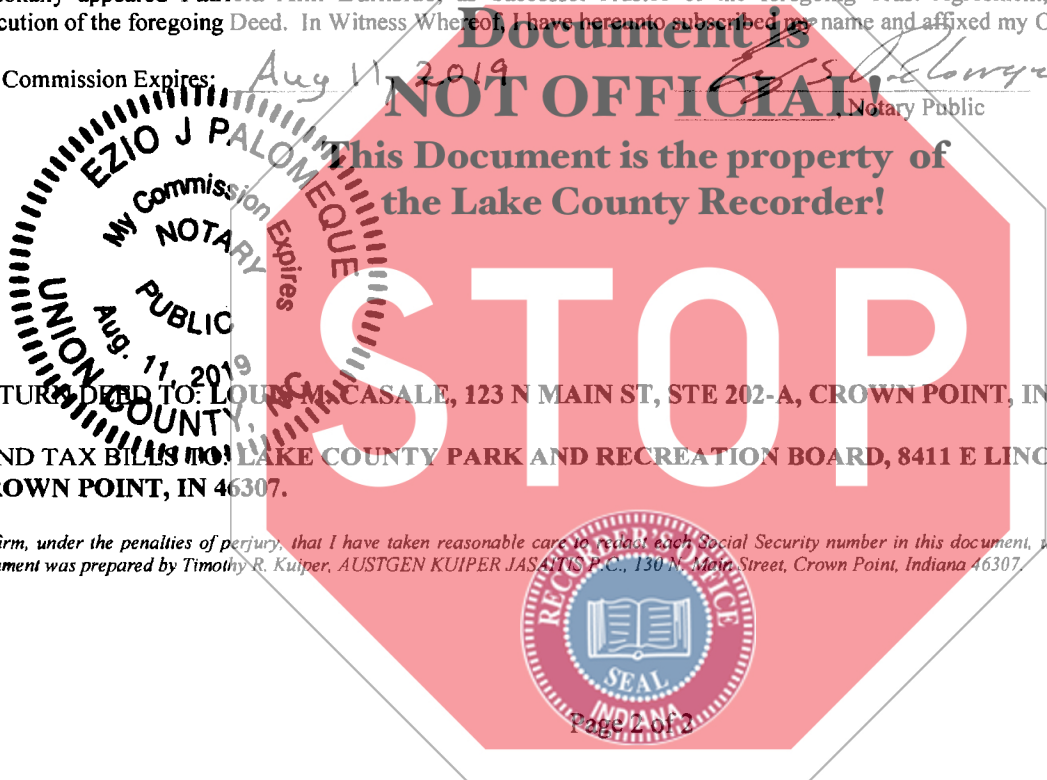 cution of the foregoing Deed. In Witness Whereof, I have hereunto subscribed my name and affixed my O
Document is
NOT OFFICIAL!
This Document is the property of
the Lake County Recorder!
Commission Expires: Aug 11, 2019
, Notary Public
EZIO J PALOMEQUE
My Commission Expires
NOTARY
PUBLIC
Aug. 11, 2019
UNION COUNTY, NC
STOP
TURN DEED TO: LOUIS M. CASALE, 123 N MAIN ST, STE 202-A, CROWN POINT, IN
ND TAX BILLS TO: LAKE COUNTY PARK AND RECREATION BOARD, 8411 E LINC
ROWN POINT, IN 46307.
firm, under the penalties of perjury, that I have taken reasonable care to redact each Social Security number in this document, u
ment was prepared by Timothy R. Kuiper, AUSTGEN KUIPER JASAITIS P.C., 130 N. Main Street, Crown Point, Indiana 46307.
RECORDER'S OFFICE
SEAL
INDIANA
Page 2 of 2